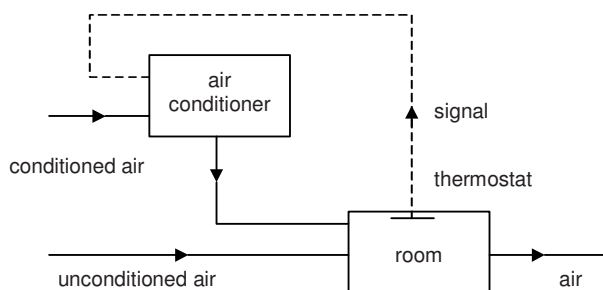 air
conditioner
signal
conditioned air
thermostat
room
unconditioned air
air